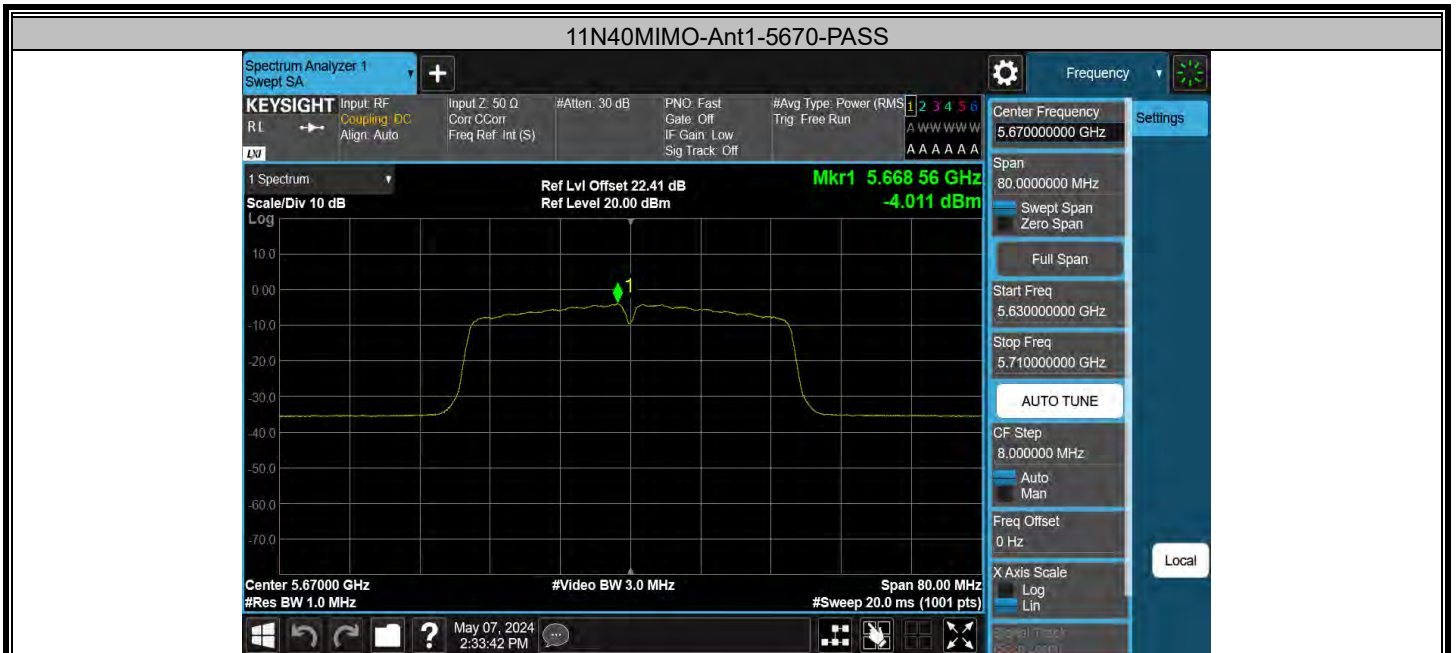 11N40MIMO-Ant1-5670-PASS
Spectrum Analyzer 1
Swept SA
Frequency
KEYSIGHT
RL
LXI
Input: RF
Coupling: DC
Align: Auto
Input Z: 50 Ω
Corr CCorr
Freq Ref: Int (S)
#Atten: 30 dB
PNO: Fast
Gate: Off
IF Gain: Low
Sig Track: Off
#Avg Type: Power (RMS
Trig: Free Run
1 2 3 4 5 6
A W W W W W
A A A A A A
1 Spectrum
Scale/Div 10 dB
Log
Ref Lvl Offset 22.41 dB
Ref Level 20.00 dBm
Mkr1 5.668 56 GHz
-4.011 dBm
10.0
0.00
-10.0
-20.0
-30.0
-40.0
-50.0
-60.0
-70.0
1
Center 5.67000 GHz
#Video BW 3.0 MHz
Span 80.00 MHz
#Res BW 1.0 MHz
#Sweep 20.0 ms (1001 pts)
Center Frequency
5.670000000 GHz
Settings
Span
80.0000000 MHz
Swept Span
Zero Span
Full Span
Start Freq
5.630000000 GHz
Stop Freq
5.710000000 GHz
AUTO TUNE
CF Step
8.000000 MHz
Auto
Man
Freq Offset
0 Hz
X Axis Scale
Log
Lin
Local
Signal Track
(Span Zoom)
?
May 07, 2024
2:33:42 PM